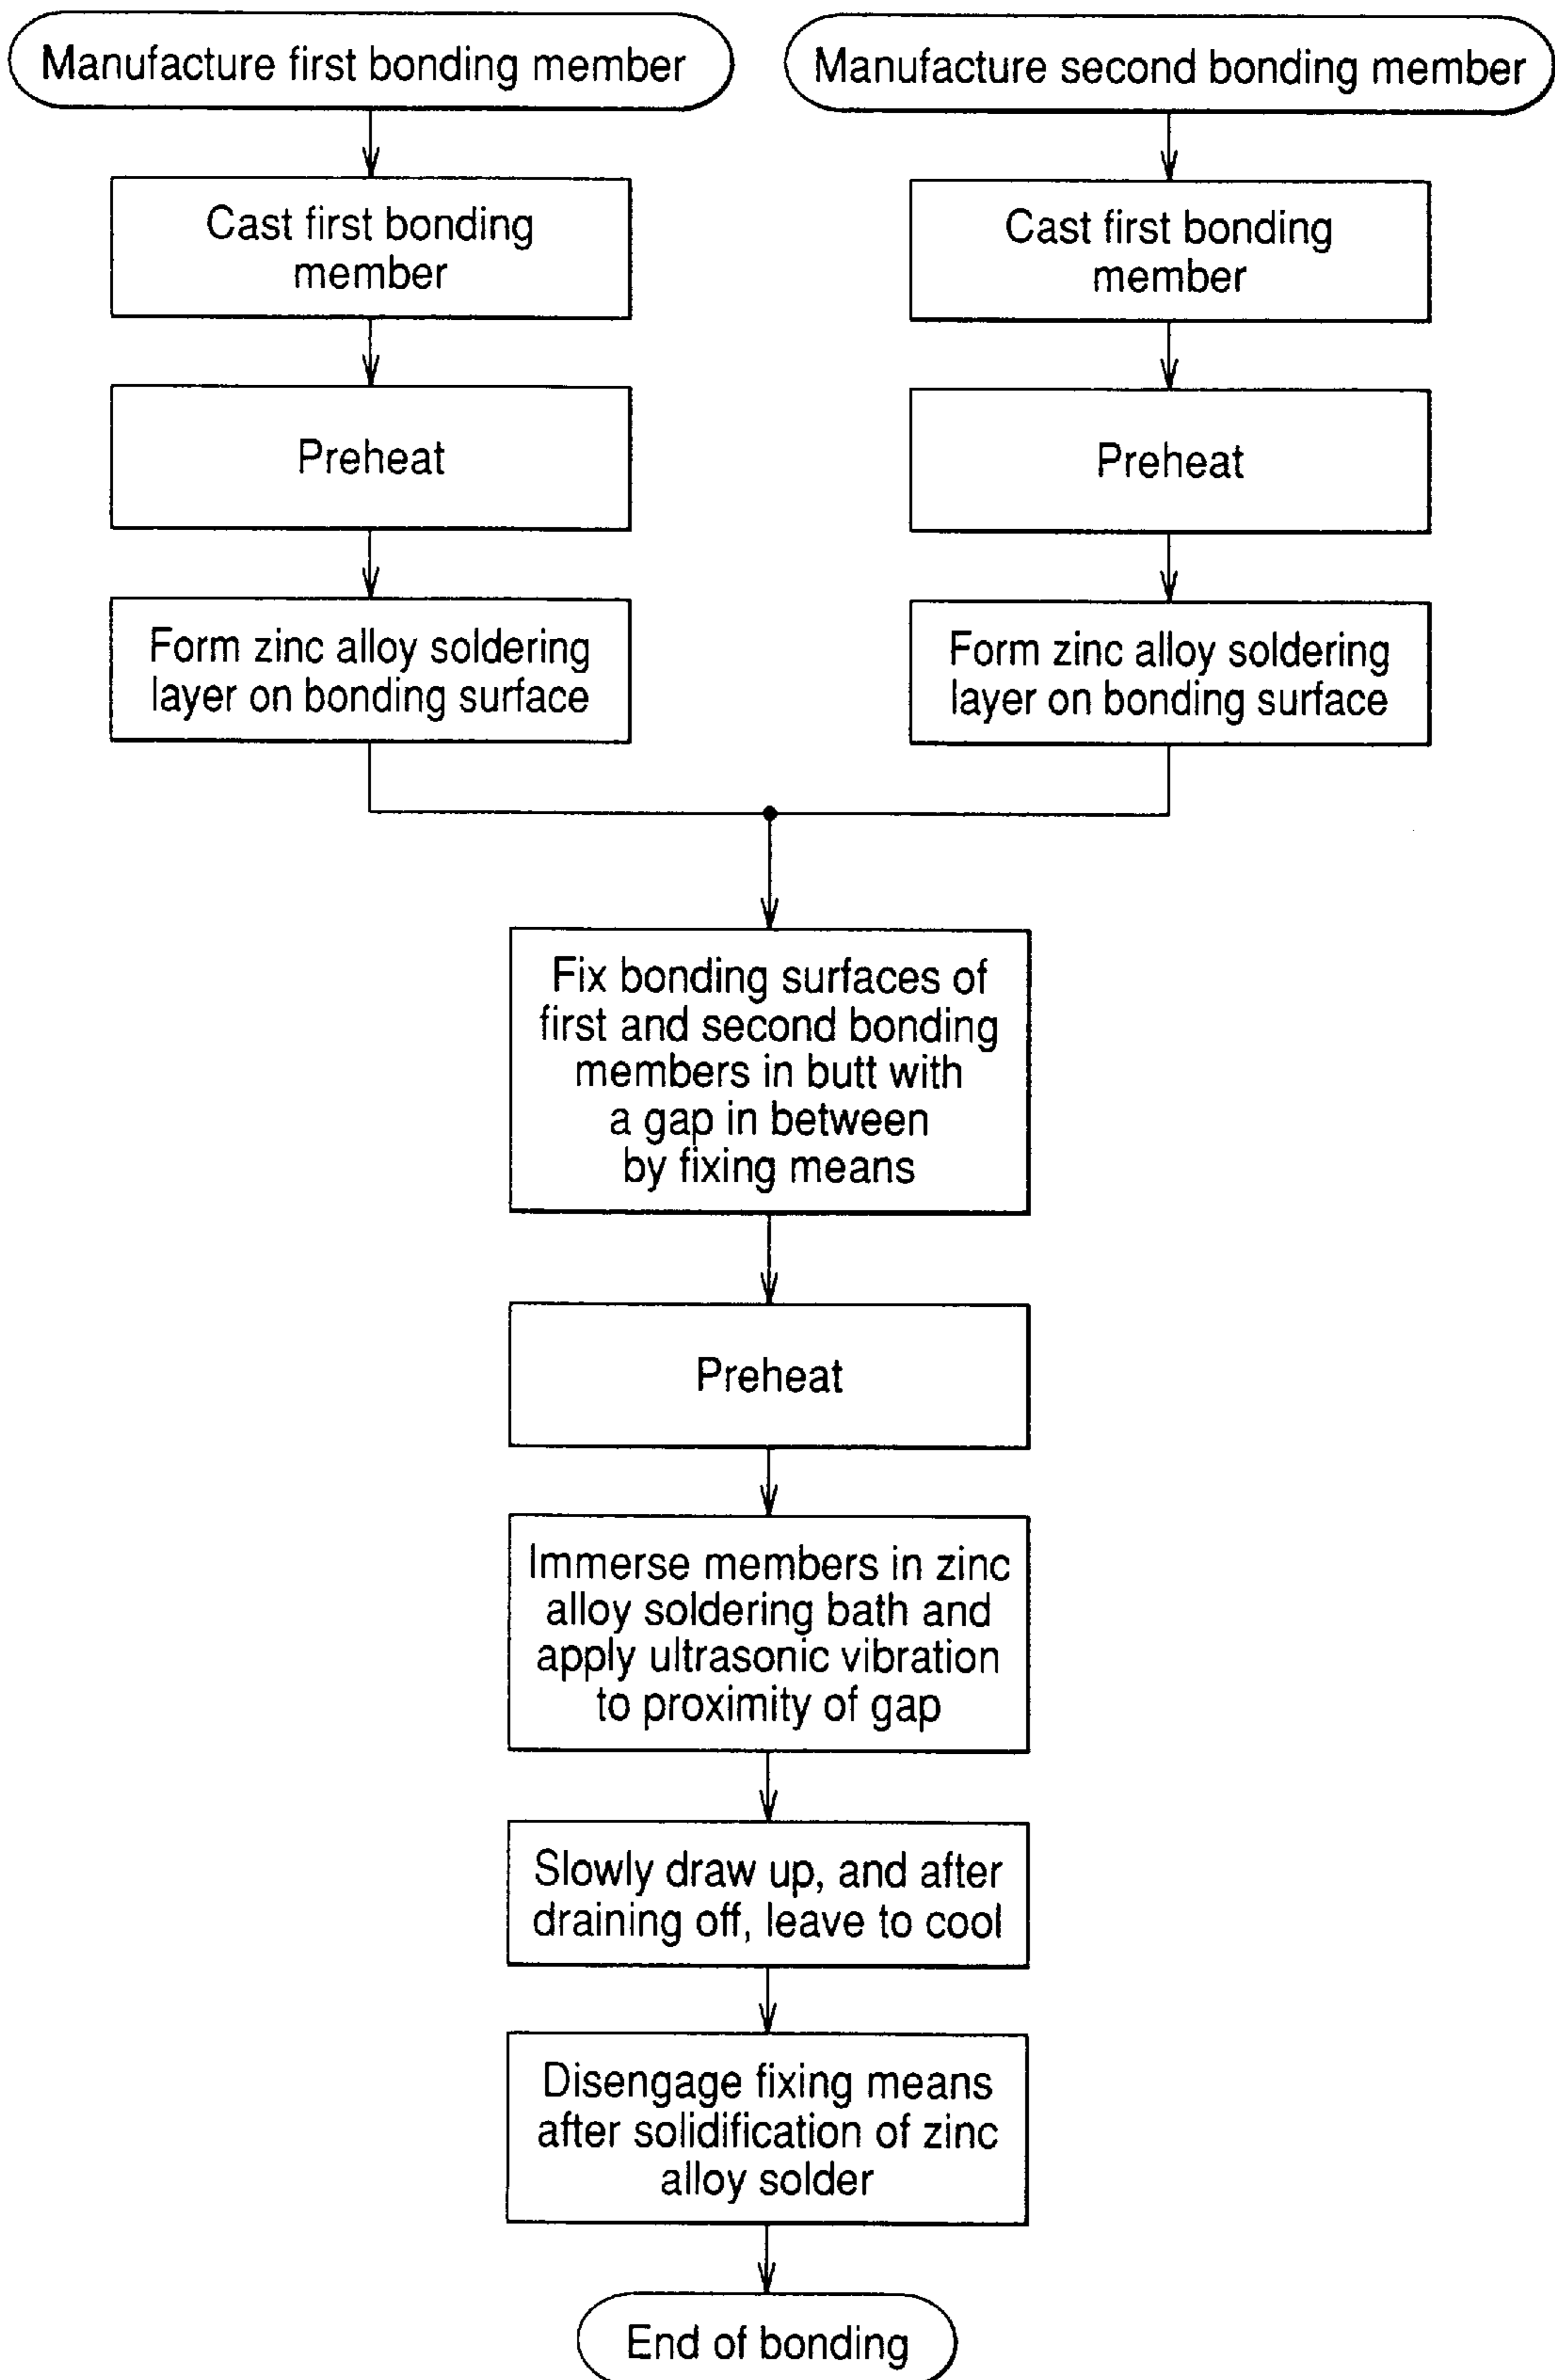 Manufacture first bonding member
Manufacture second bonding member
Cast first bonding
member
Cast first bonding
member
Preheat
Preheat
Form zinc alloy soldering
layer on bonding surface
Form zinc alloy soldering
layer on bonding surface
Fix bonding surfaces of
first and second bonding
members in butt with
a gap in between
by fixing means
Preheat
Immerse members in zinc
alloy soldering bath and
apply ultrasonic vibration
to proximity of gap
Slowly draw up, and after
draining off, leave to cool
Disengage fixing means
after solidification of zinc
alloy solder
End of bonding